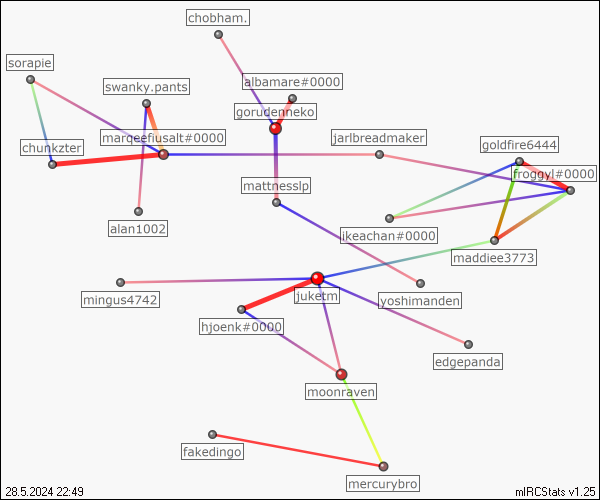 chobham.
sorapie
albamare#0000
swanky.pants
gorudenneko
marqeefiusalt#0000
jarlbreadmaker
goldfire6444
chunkzter
froggyl#0000
mattnesslp
alan1002
ikeachan#0000
maddiee3773
juketm
mingus4742
yoshimanden
hjoenk#0000
edgepanda
moonraven
fakedingo
mercurybro
28.5.2024 22:49
mIRCStats v1.25